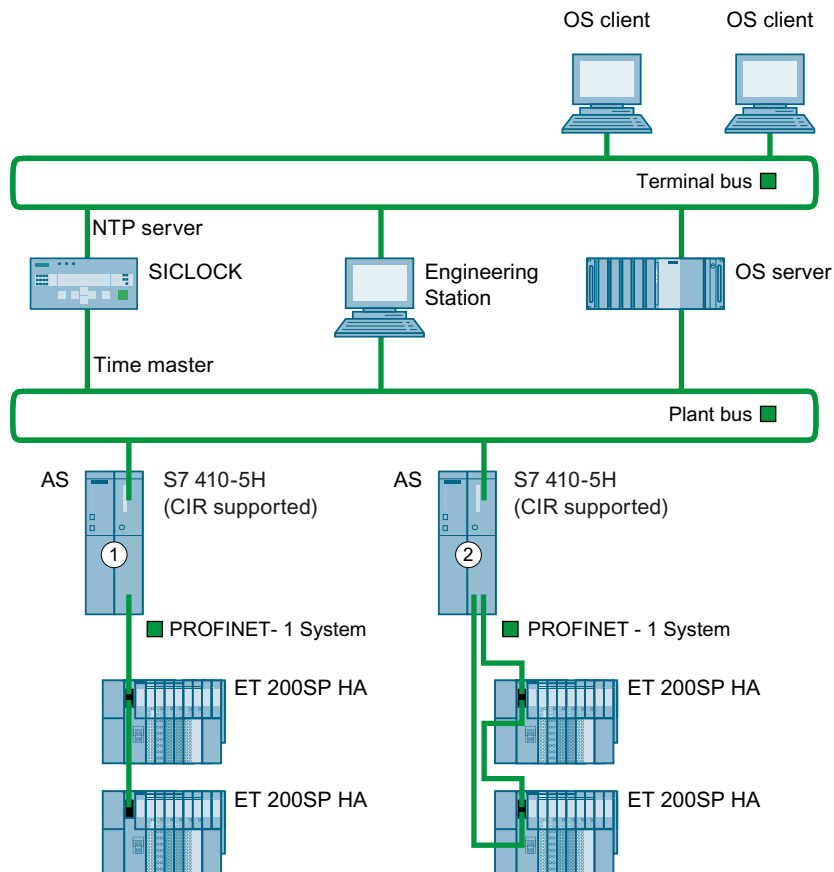 OS client
OS client
Terminal bus
NTP server
SICLOCK
Engineering
Station
OS server
Time master
Plant bus
AS
S7 410-5H
(CIR supported)
AS
S7 410-5H
(CIR supported)
1
2
PROFINET- 1 System
PROFINET - 1 System
ET 200SP HA
ET 200SP HA
ET 200SP HA
ET 200SP HA